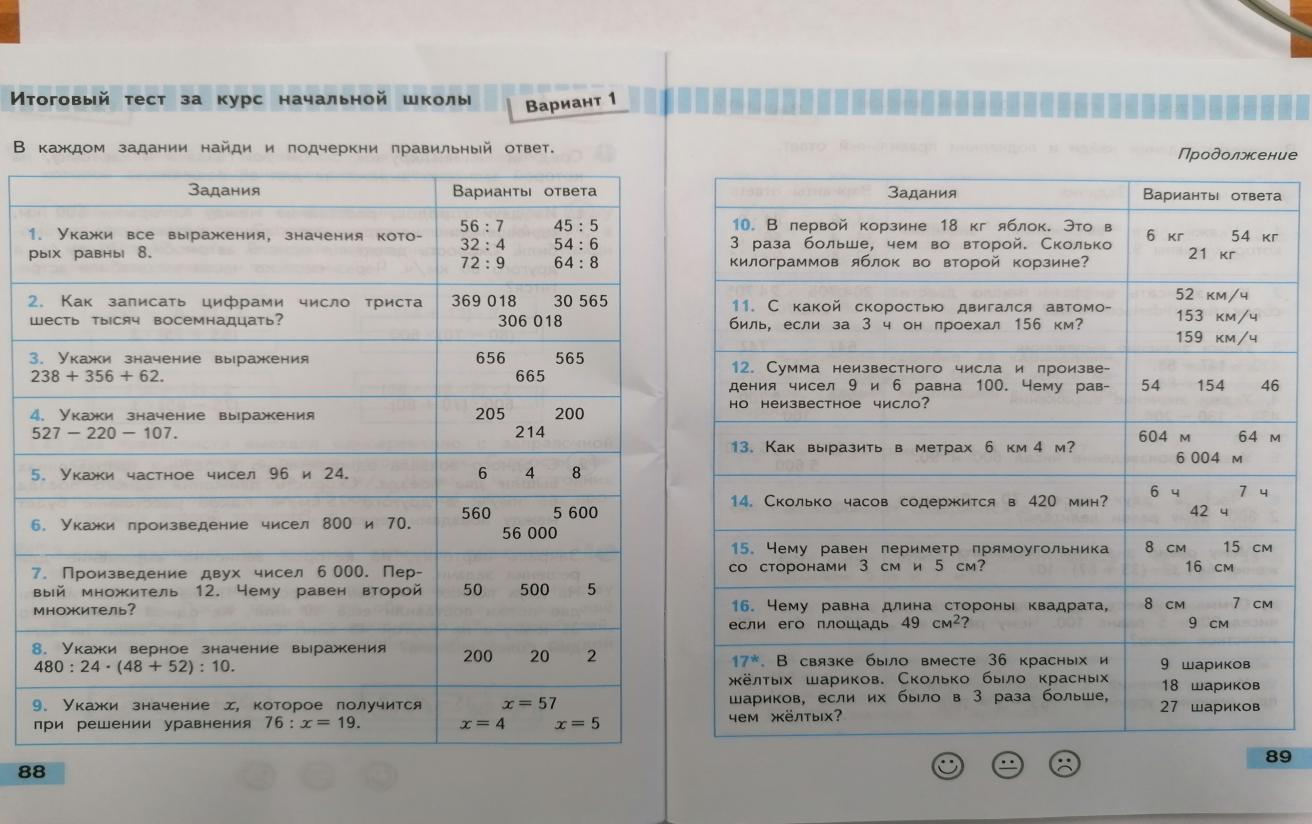 Итоговый тест за курс начальной школы
Вариант 1
В каждом задании найди и подчеркни правильный ответ.
Задания Варианты ответа
1. Укажи все выражения, значения кото-
рых равны 8.
56 : 7 45 : 5
32 : 4 54 : 6
72 : 9 64 : 8
2. Как записать цифрами число триста
шесть тысяч восемнадцать?
369 018 30 565
306 018
3. Укажи значение выражения
238 + 356 + 62.
656 565
665
4. Укажи значение выражения
527 − 220 − 107.
205 200
214
5. Укажи частное чисел 96 и 24.
6 4 8
6. Укажи произведение чисел 800 и 70.
560 5 600
56 000
7. Произведение двух чисел 6 000. Пер-
вый множитель 12. Чему равен второй
множитель?
50 500 5
8. Укажи верное значение выражения
480 : 24 · (48 + 52) : 10.
200 20 2
9. Укажи значение x, которое получится
при решении уравнения 76 : x = 19.
x = 57
x = 4 x = 5
88
Продолжение
Задания Варианты ответа
10. В первой корзине 18 кг яблок. Это в
3 раза больше, чем во второй. Сколько
килограммов яблок во второй корзине?
6 кг 54 кг
21 кг
11. С какой скоростью двигался автомо-
биль, если за 3 ч он проехал 156 км?
52 км/ч
153 км/ч
159 км/ч
12. Сумма неизвестного числа и произве-
дения чисел 9 и 6 равна 100. Чему рав-
но неизвестное число?
54 154 46
13. Как выразить в метрах 6 км 4 м?
604 м 64 м
6 004 м
14. Сколько часов содержится в 420 мин?
6 ч 7 ч
42 ч
15. Чему равен периметр прямоугольника
со сторонами 3 см и 5 см?
8 см 15 см
16 см
16. Чему равна длина стороны квадрата,
если его площадь 49 см²?
8 см 7 см
9 см
17*. В связке было вместе 36 красных и
жёлтых шариков. Сколько было красных
шариков, если их было в 3 раза больше,
чем жёлтых?
9 шариков
18 шариков
27 шариков
89